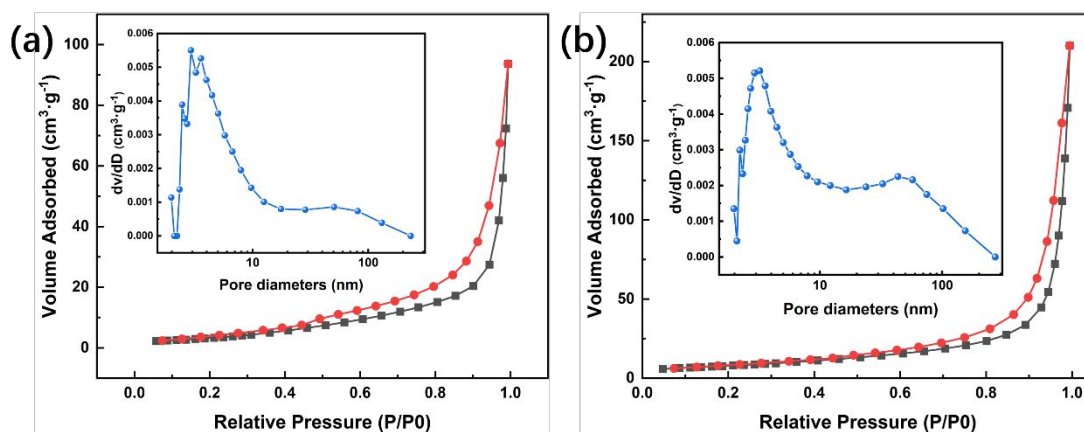 (a)
Volume Adsorbed (cm³·g⁻¹)
100
80
60
40
20
0
0.0 0.2 0.4 0.6 0.8 1.0
Relative Pressure (P/P0)
dv/dD (cm³·g⁻¹)
0.006
0.005
0.004
0.003
0.002
0.001
0.000
10 100
Pore diameters (nm)
(b)
Volume Adsorbed (cm³·g⁻¹)
200
150
100
50
0
0.0 0.2 0.4 0.6 0.8 1.0
Relative Pressure (P/P0)
dv/dD (cm³·g⁻¹)
0.006
0.005
0.004
0.003
0.002
0.001
0.000
10 100
Pore diameters (nm)